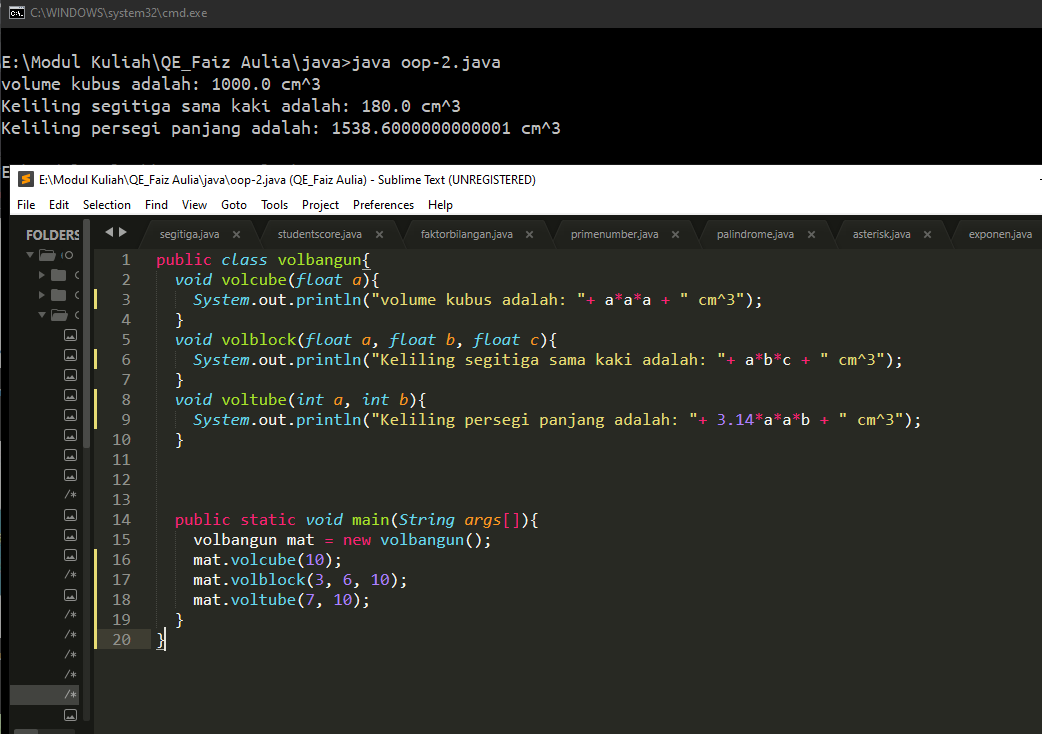 C:\WINDOWS\system32\cmd.exe
E:\Modul Kuliah\QE_Faiz Aulia\java>java oop-2.java
volume kubus adalah: 1000.0 cm^3
Keliling segitiga sama kaki adalah: 180.0 cm^3
Keliling persegi panjang adalah: 1538.6000000000001 cm^3
E:\Modul Kuliah\QE_Faiz Aulia\java\oop-2.java (QE_Faiz Aulia) - Sublime Text (UNREGISTERED)
File Edit Selection Find View Goto Tools Project Preferences Help
FOLDERS
segitiga.java studentscore.java faktorbilangan.java primenumber.java palindrome.java asterisk.java exponen.java
1 public class volbangun{
2 void volcube(float a){
3 System.out.println("volume kubus adalah: "+ a*a*a + " cm^3");
4 }
5 void volblock(float a, float b, float c){
6 System.out.println("Keliling segitiga sama kaki adalah: "+ a*b*c + " cm^3");
7 }
8 void voltube(int a, int b){
9 System.out.println("Keliling persegi panjang adalah: "+ 3.14*a*a*b + " cm^3");
10 }
11
12
13
14 public static void main(String args[]){
15 volbangun mat = new volbangun();
16 mat.volcube(10);
17 mat.volblock(3, 6, 10);
18 mat.voltube(7, 10);
19 }
20 }